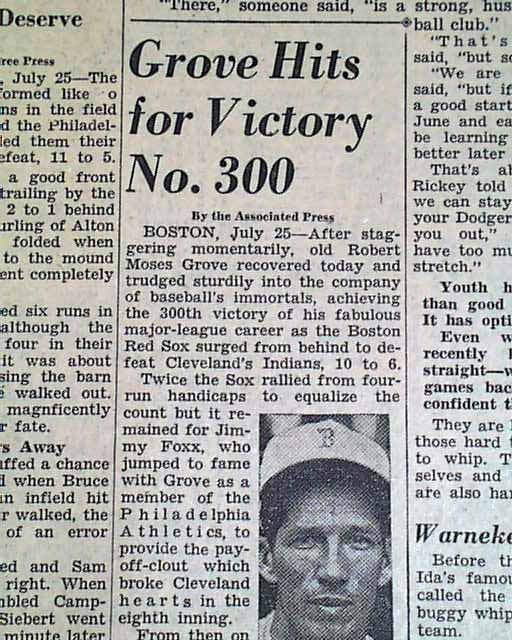 Deserve
ree Press
, July 25—The
formed like o
ns in the field
d the Philadel-
led them their
efeat, 11 to 5.
a good front
trailing by the
2 to 1 behind
urling of Alton
folded when
to the mound
ent completely
ed six runs in
although the
four in their
it was about
sing the barn
e walked out.
magnficently
r fate.
rs Away
uffed a chance
d when Bruce
an infield hit
r walked, the
of an error
ed and Sam
right. When
mbled Camp-
Siebert went
minute later
"There," someone said, "is a strong, hus
Grove Hits
for Victory
No. 300
By the Associated Press
BOSTON, July 25—After stag-
gering momentarily, old Robert
Moses Grove recovered today and
trudged sturdily into the company
of baseball's immortals, achieving
the 300th victory of his fabulous
major-league career as the Boston
Red Sox surged from behind to de-
feat Cleveland's Indians, 10 to 6.
Twice the Sox rallied from four-
run handicaps to equalize the
count but it re-
mained for Jim-
my Foxx, who
jumped to fame
with Grove as a
member of the
Philadelphia
Athletics, to
provide the pay-
off-clout which
broke Cleveland
hearts in the
eighth inning.
From then on
B
ball club."
"That's
said, "but so
"We are
said, "but if
a good start
June and ea
be learning
better later
That's al
Rickey told
we can stay
your Dodger
you out,"
have too mu
stretch."
Youth h
than good
It has opti
Even w
recently l
straight—w
games bac
confident t
They are l
those hard t
to whip. T
selves and
are also har
Warneke
Before th
Ida's famou
called the
buggy whip
team.